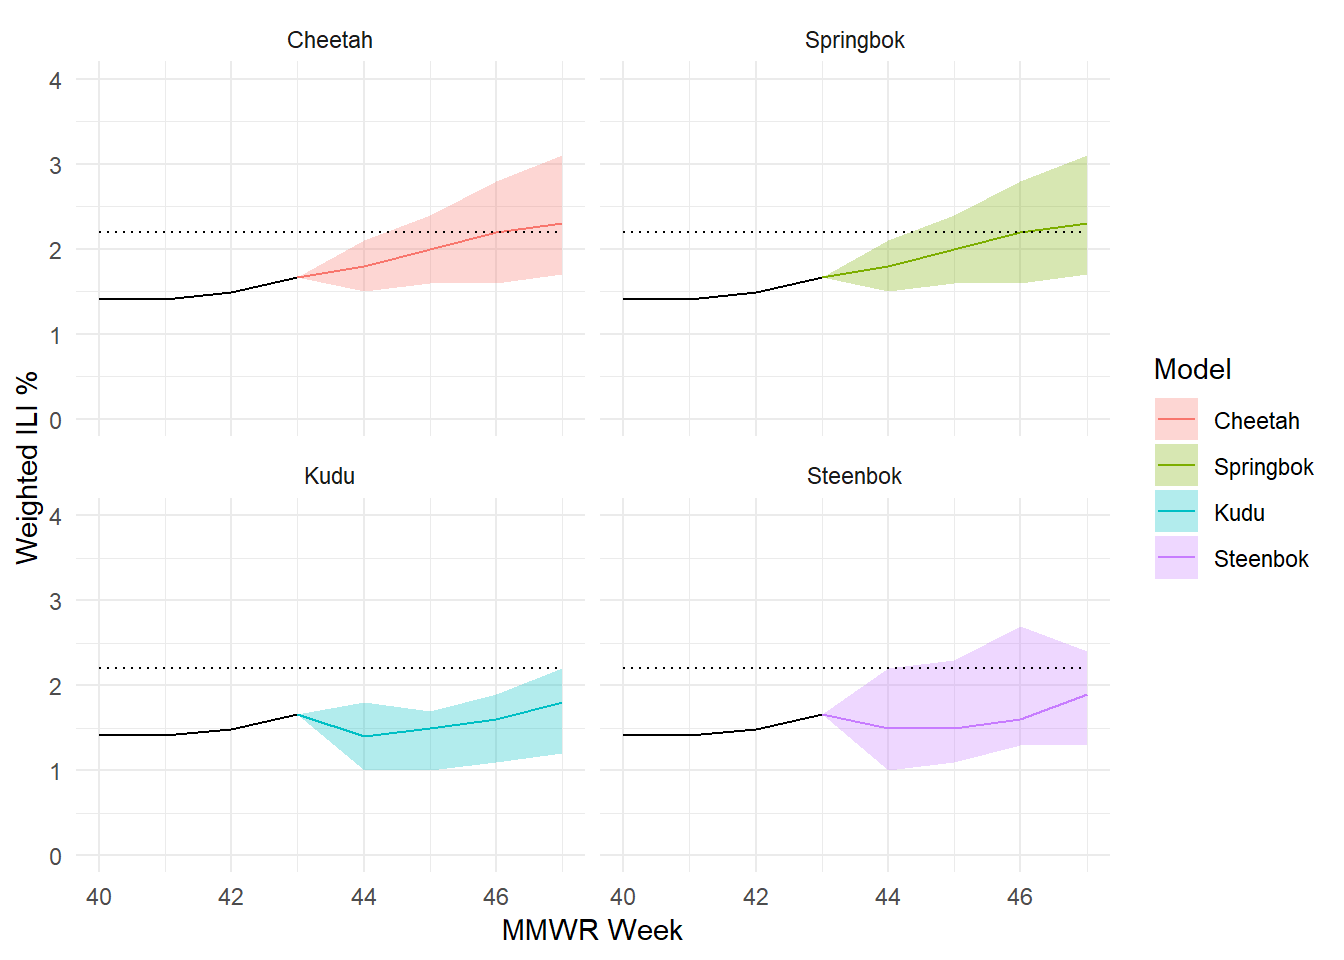 Cheetah
Springbok
4
3
2
1
0
Kudu
Steenbok
4
3
2
1
0
40
42
44
46
40
42
44
46
MMWR Week
Weighted ILI %
Model
Cheetah
Springbok
Kudu
Steenbok